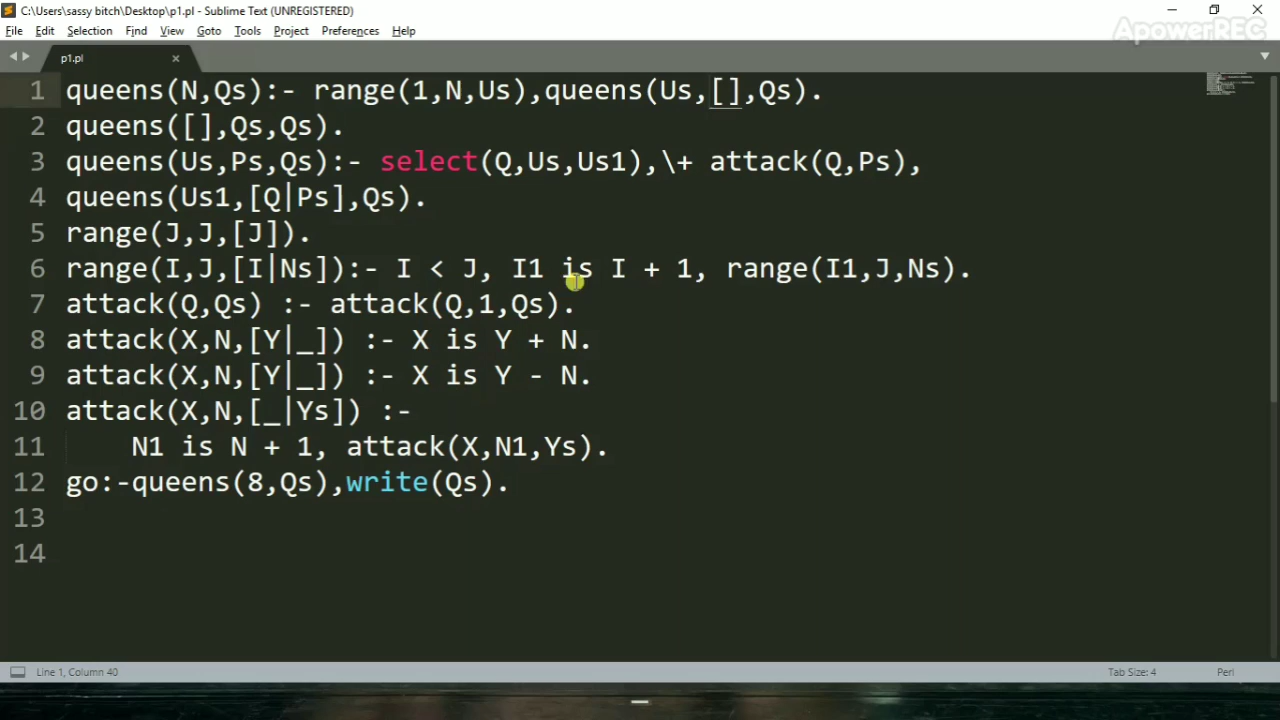 C:\Users\sassy bitch\Desktop\p1.pl - Sublime Text (UNREGISTERED)
ApowerREC
File Edit Selection Find View Goto Tools Project Preferences Help
p1.pl
1 queens(N,Qs):- range(1,N,Us),queens(Us,[],Qs).
2 queens([],Qs,Qs).
3 queens(Us,Ps,Qs):- select(Q,Us,Us1),\+ attack(Q,Ps),
4 queens(Us1,[Q|Ps],Qs).
5 range(J,J,[J]).
6 range(I,J,[I|Ns]):- I < J, I1 is I + 1, range(I1,J,Ns).
7 attack(Q,Qs) :- attack(Q,1,Qs).
8 attack(X,N,[Y|_]) :- X is Y + N.
9 attack(X,N,[Y|_]) :- X is Y - N.
10 attack(X,N,[_|Ys]) :-
11 N1 is N + 1, attack(X,N1,Ys).
12 go:-queens(8,Qs),write(Qs).
13
14
Line 1, Column 40 Tab Size: 4 Perl